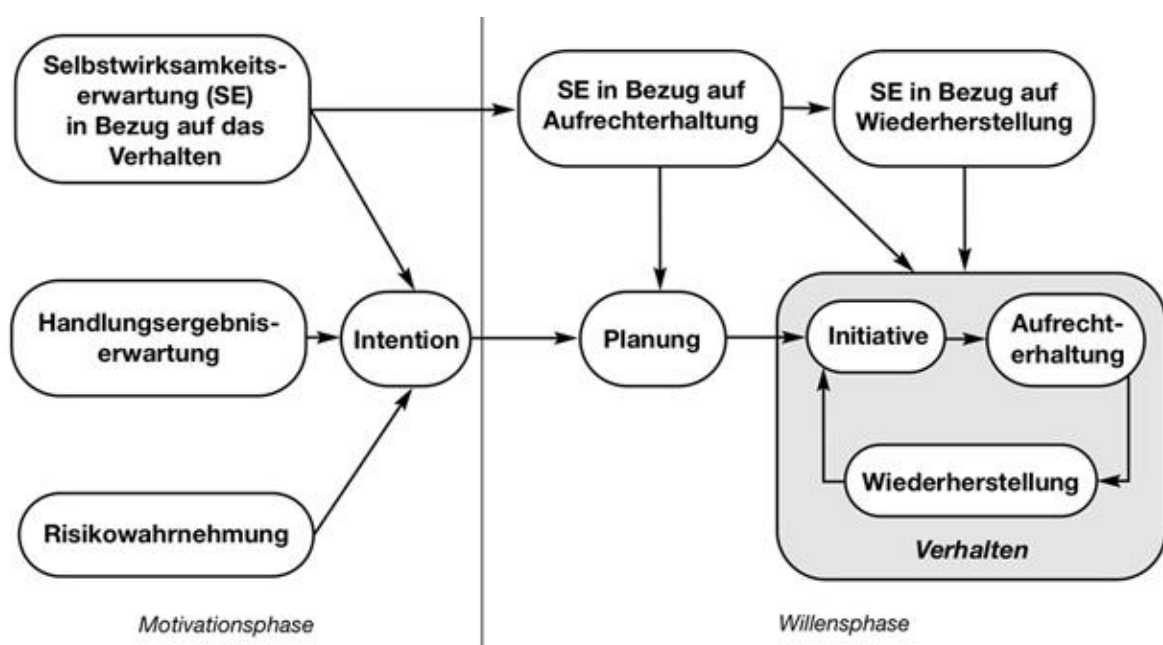 Selbstwirksamkeits-
erwartung (SE)
in Bezug auf das
Verhalten
SE in Bezug auf
Aufrechterhaltung
SE in Bezug auf
Wiederherstellung
Handlungsergebnis-
erwartung
Intention
Planung
Initiative
Aufrecht-
erhaltung
Risikowahrnehmung
Wiederherstellung
Verhalten
Motivationsphase
Willensphase